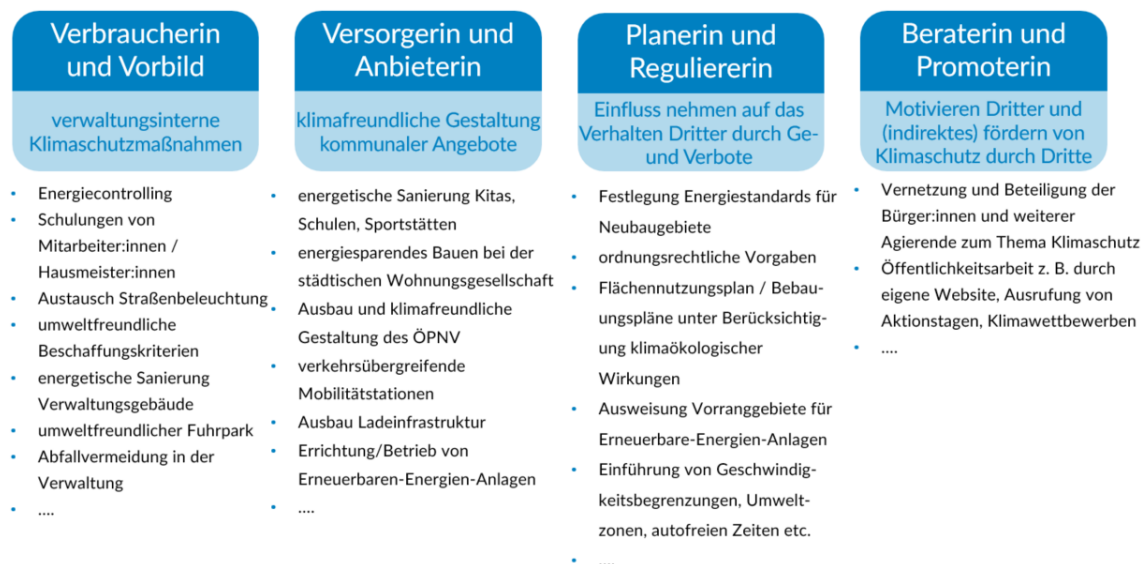 Verbraucherin
und Vorbild
verwaltungsinterne
Klimaschutzmaßnahmen
• Energiecontrolling
• Schulungen von
Mitarbeiter:innen /
Hausmeister:innen
• Austausch Straßenbeleuchtung
• umweltfreundliche
Beschaffungskriterien
• energetische Sanierung
Verwaltungsgebäude
• umweltfreundlicher Fuhrpark
• Abfallvermeidung in der
Verwaltung
• ....
Versorgerin und
Anbieterin
klimafreundliche Gestaltung
kommunaler Angebote
• energetische Sanierung Kitas,
Schulen, Sportstätten
• energiesparendes Bauen bei der
städtischen Wohnungsgesellschaft
• Ausbau und klimafreundliche
Gestaltung des ÖPNV
• verkehrsübergreifende
Mobilitätstationen
• Ausbau Ladeinfrastruktur
• Errichtung/Betrieb von
Erneuerbaren-Energien-Anlagen
• ....
Planerin und
Reguliererin
Einfluss nehmen auf das
Verhalten Dritter durch Ge-
und Verbote
• Festlegung Energiestandards für
Neubaugebiete
• ordnungsrechtliche Vorgaben
• Flächennutzungsplan / Bebau-
ungspläne unter Berücksichtig-
ung klimaökologischer
Wirkungen
• Ausweisung Vorranggebiete für
Erneuerbare-Energien-Anlagen
• Einführung von Geschwindig-
keitsbegrenzungen, Umwelt-
zonen, autofreien Zeiten etc.
• ....
Beraterin und
Promoterin
Motivieren Dritter und
(indirektes) fördern von
Klimaschutz durch Dritte
• Vernetzung und Beteiligung der
Bürger:innen und weiterer
Agierende zum Thema Klimaschutz
• Öffentlichkeitsarbeit z. B. durch
eigene Website, Ausrufung von
Aktionstagen, Klimawettbewerben
• ....